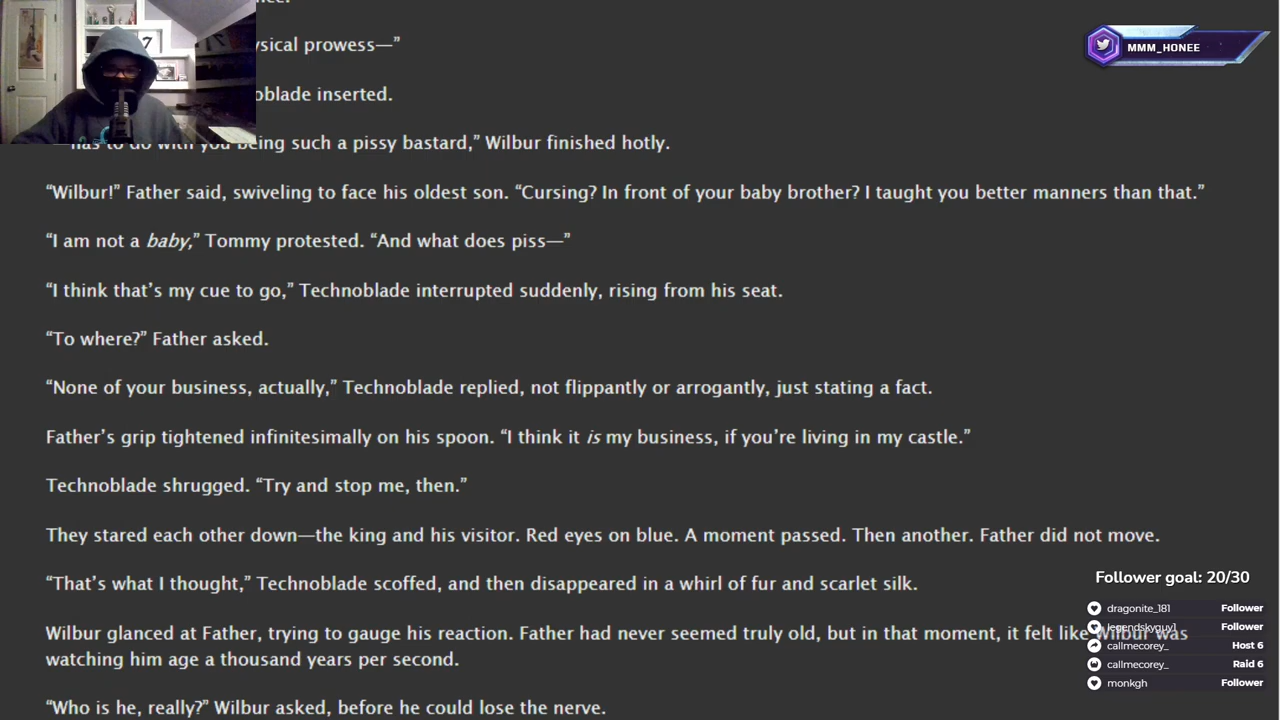 ysical prowess—”
MMM_HONEE
oblade inserted.
—has to do with you being such a pissy bastard,” Wilbur finished hotly.
“Wilbur!” Father said, swiveling to face his oldest son. “Cursing? In front of your baby brother? I taught you better manners than that.”
“I am not a baby,” Tommy protested. “And what does piss—”
“I think that’s my cue to go,” Technoblade interrupted suddenly, rising from his seat.
“To where?” Father asked.
“None of your business, actually,” Technoblade replied, not flippantly or arrogantly, just stating a fact.
Father’s grip tightened infinitesimally on his spoon. “I think it is my business, if you’re living in my castle.”
Technoblade shrugged. “Try and stop me, then.”
They stared each other down—the king and his visitor. Red eyes on blue. A moment passed. Then another. Father did not move.
“That’s what I thought,” Technoblade scoffed, and then disappeared in a whirl of fur and scarlet silk.
Wilbur glanced at Father, trying to gauge his reaction. Father had never seemed truly old, but in that moment, it felt like Wilbur was
watching him age a thousand years per second.
“Who is he, really?” Wilbur asked, before he could lose the nerve.
Follower goal: 20/30
dragonite_181 Follower
legendskyguy1 Follower
callmecorey_ Host 6
callmecorey_ Raid 6
monkgh Follower